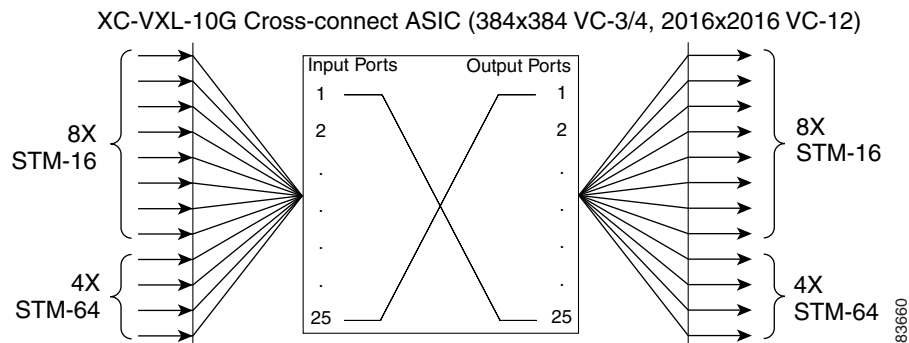 XC-VXL-10G Cross-connect ASIC (384x384 VC-3/4, 2016x2016 VC-12)
Input Ports
Output Ports
1
1
2
2
8X
STM-16
8X
STM-16
.
.
.
.
.
.
4X
STM-64
4X
STM-64
25
25
83660